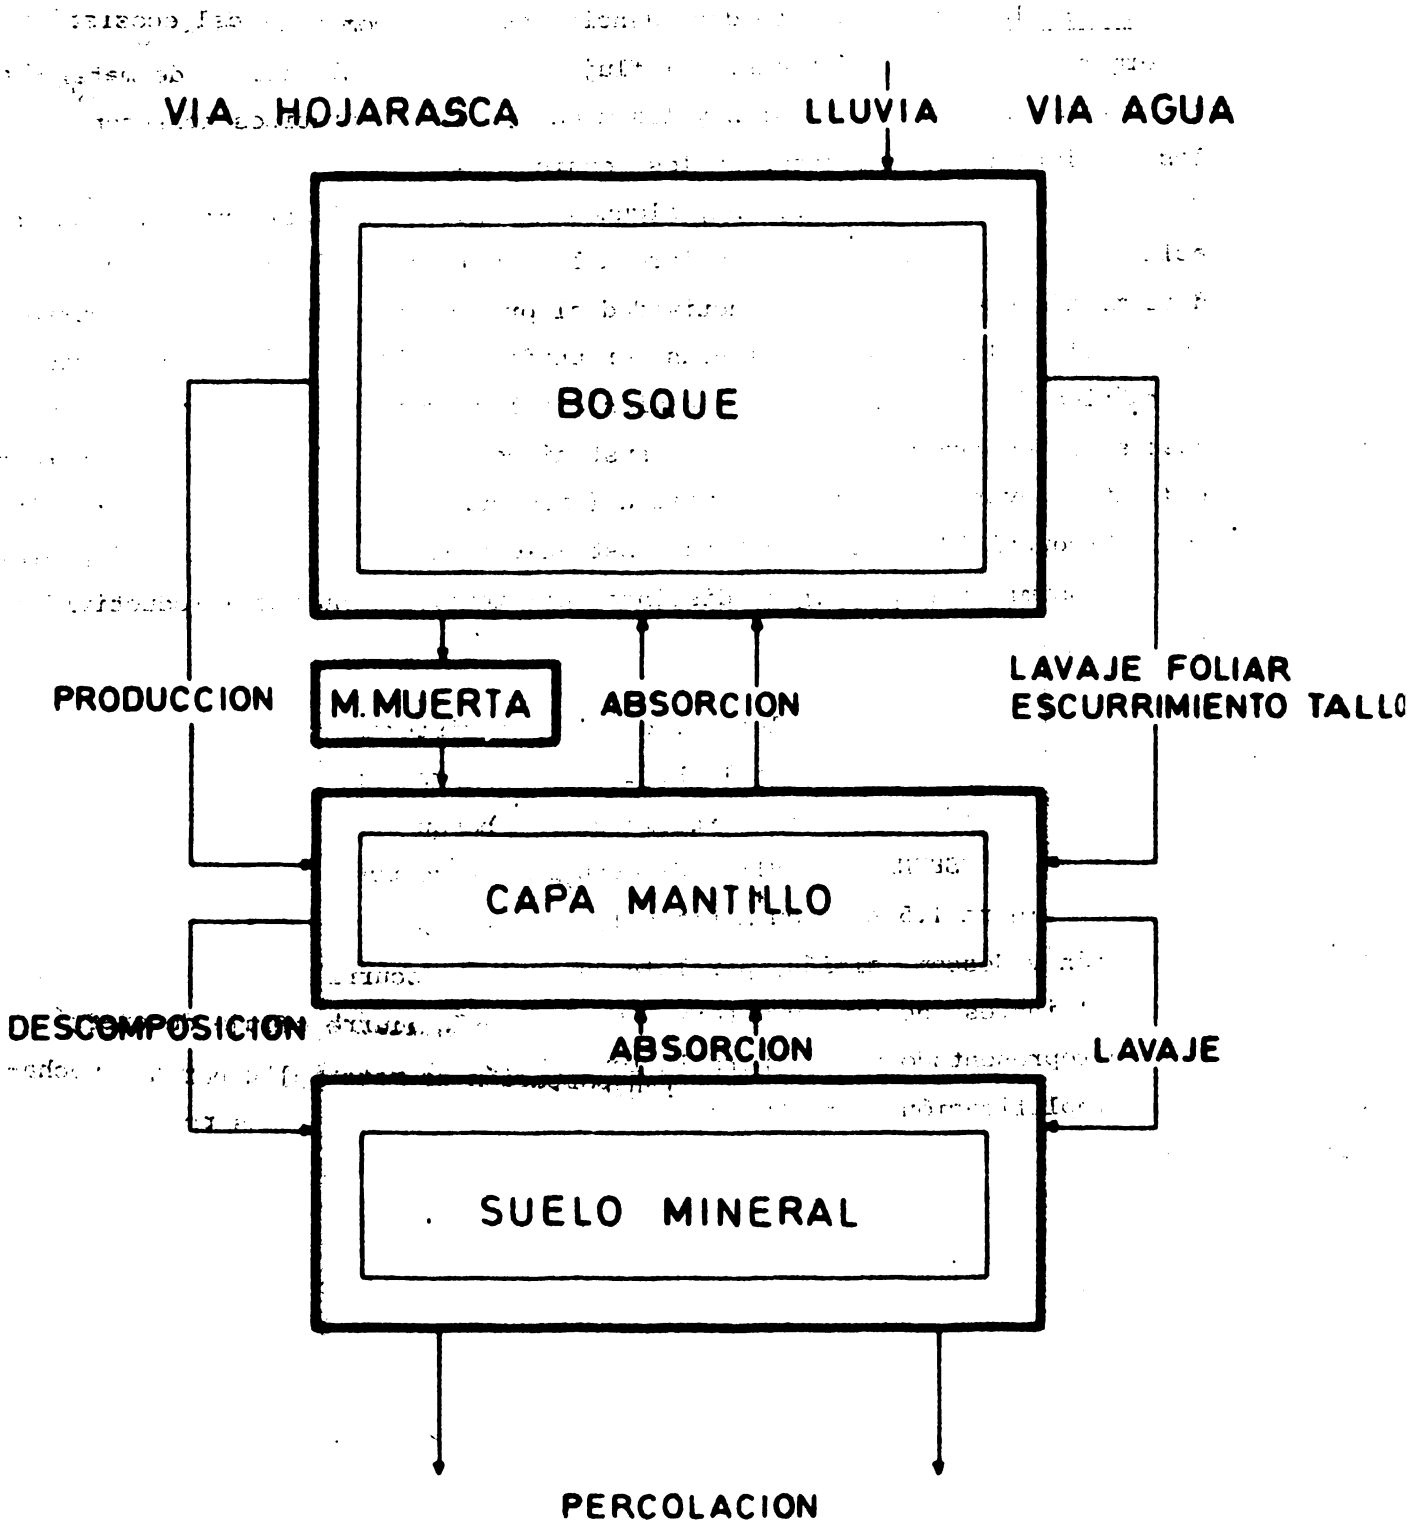 VIA HOJARASCA
LLUVIA
VIA AGUA
BOSQUE
PRODUCCION
M. MUERTA
ABSORCION
LAVAJE FOLIAR
ESCURRIMIENTO TALLO
CAPA MANTILLO
DESCOMPOSICION
ABSORCION
LAVAJE
SUELO MINERAL
PERCOLACION